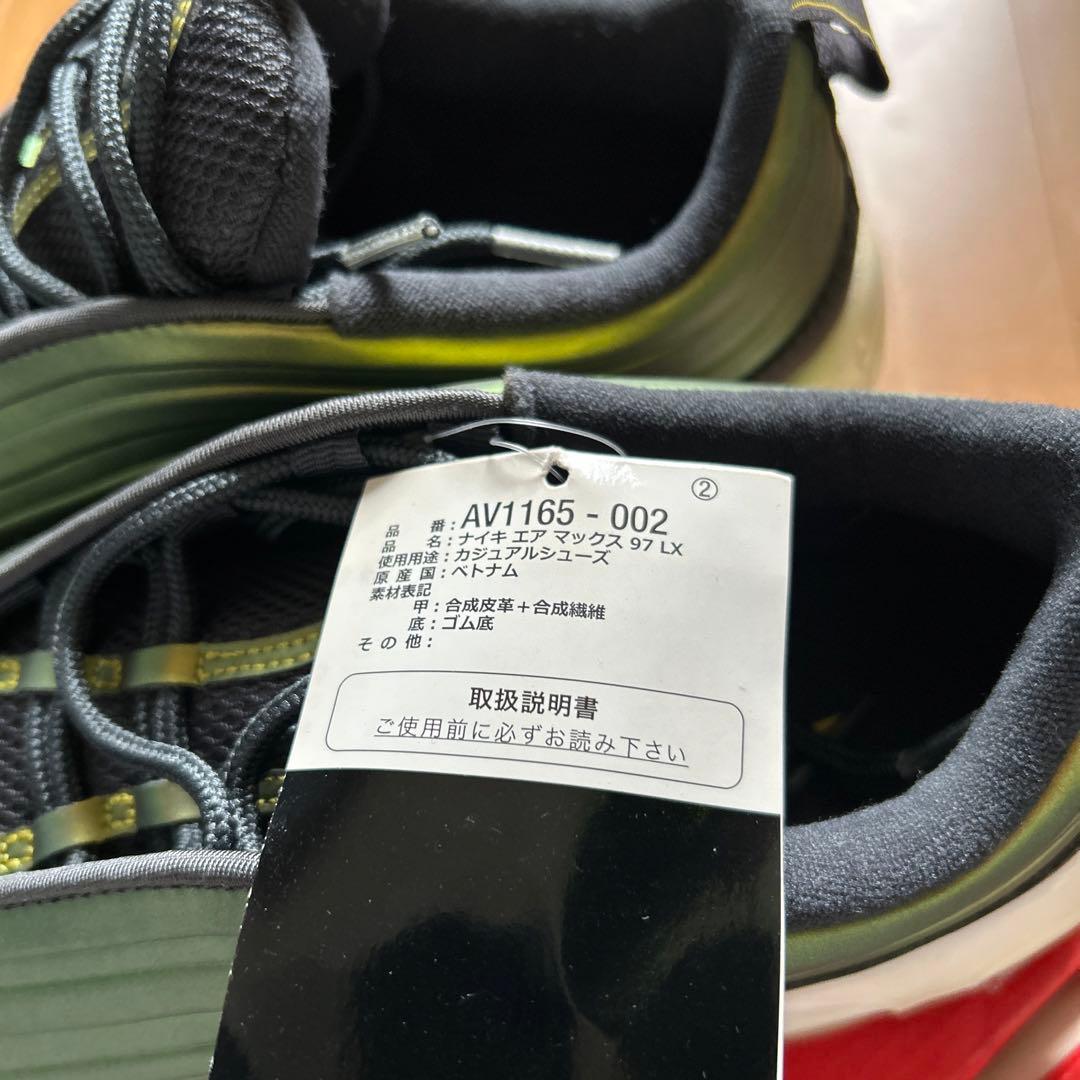 ②
品番：AV1165 - 002
品名：ナイキ エア マックス 97 LX
使用用途：カジュアルシューズ
原産国：ベトナム
素材表記
甲：合成皮革＋合成繊維
底：ゴム底
その他：
取扱説明書
ご使用前に必ずお読み下さい